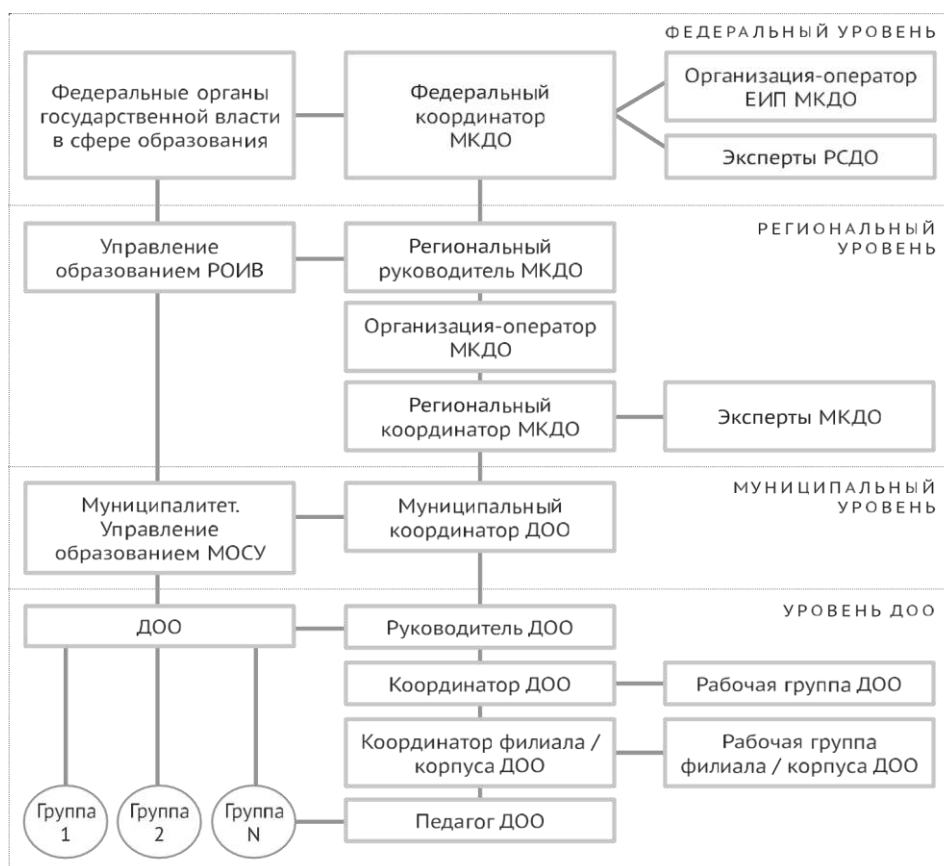 ФЕДЕРАЛЬНЫЙ УРОВЕНЬ
Федеральные органы
государственной власти
в сфере образования
Федеральный
координатор
МКДО
Организация-оператор
ЕИП МКДО
Эксперты РСДО
РЕГИОНАЛЬНЫЙ
УРОВЕНЬ
Управление
образованием РОИВ
Региональный
руководитель МКДО
Организация-оператор
МКДО
Региональный
координатор МКДО
Эксперты МКДО
МУНИЦИПАЛЬНЫЙ
УРОВЕНЬ
Муниципалитет.
Управление
образованием МОСУ
Муниципальный
координатор ДОО
УРОВЕНЬ ДОО
ДОО
Руководитель ДОО
Координатор ДОО
Рабочая группа ДОО
Координатор филиала /
корпуса ДОО
Рабочая группа
филиала / корпуса ДОО
Группа
1
Группа
2
Группа
N
Педагог ДОО